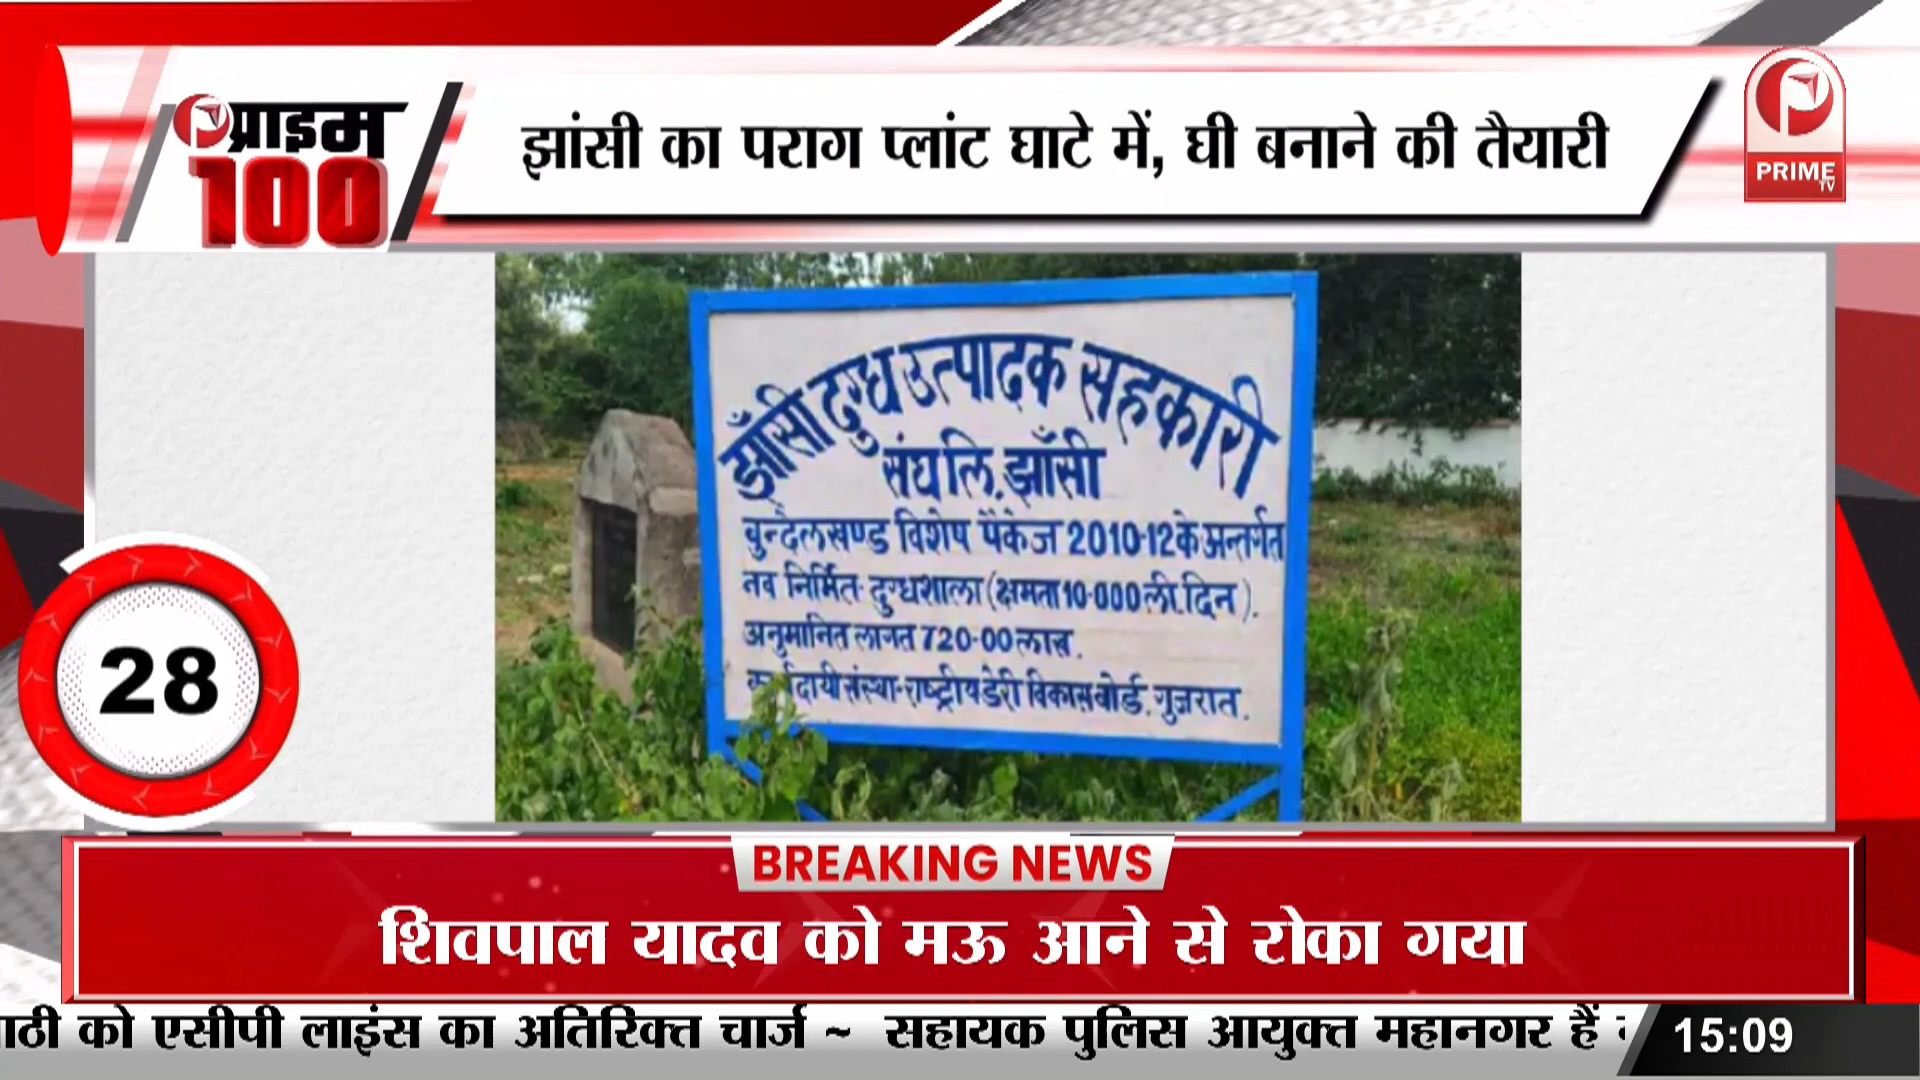 प्राइम
100
झांसी का पराग प्लांट घाटे में, घी बनाने की तैयारी
PRIME
TV
झाँसी दुग्ध उत्पादक सहकारी
संघ लि. झाँसी
बुन्देलखण्ड विशेष पैकेज 2010-12 के अन्तर्गत
नव निर्मित-दुग्धशाला (क्षमता 10-000 ली. दिन).
अनुमानित लागत 720-00 लाख.
कार्यदायी संस्था-राष्ट्रीय डेरी विकास बोर्ड. गुजरात.
28
BREAKING NEWS
शिवपाल यादव को मऊ आने से रोका गया
को एसीपी लाइंस का अतिरिक्त चार्ज ~ सहायक पुलिस आयुक्त महानगर हैं
15:09